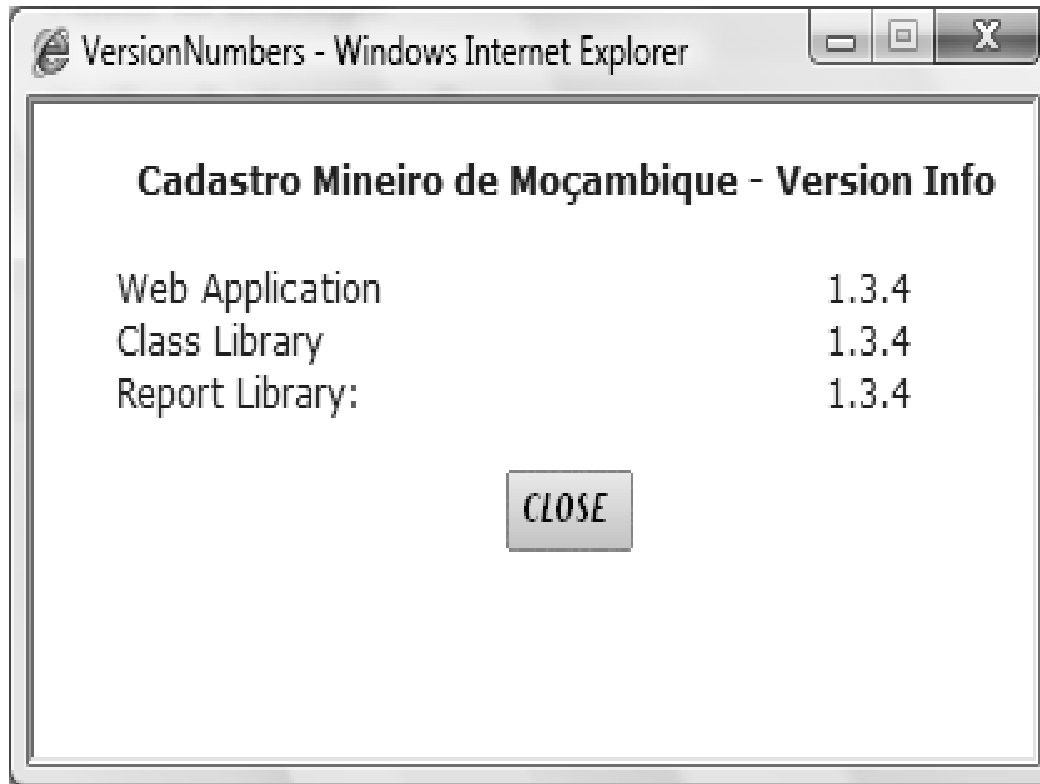 VersionNumbers - Windows Internet Explorer
Cadastro Mineiro de Moçambique - Version Info
Web Application 1.3.4
Class Library 1.3.4
Report Library: 1.3.4
CLOSE